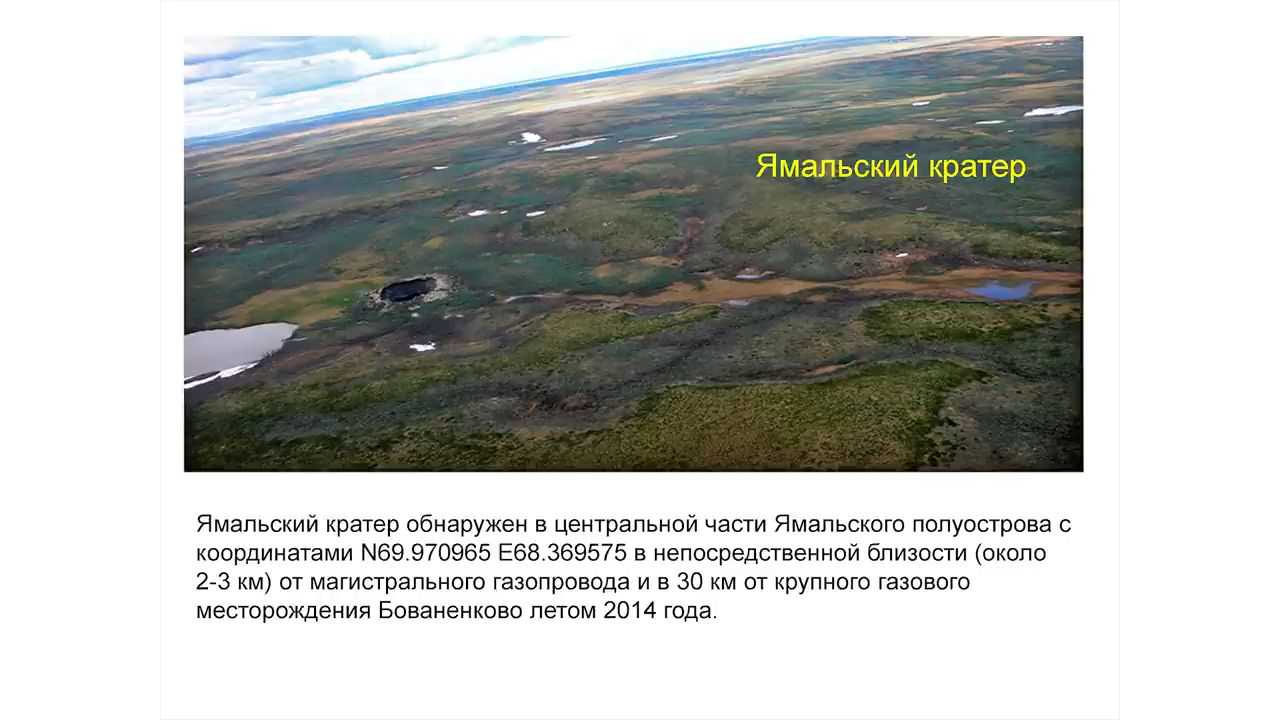 Ямальский кратер
Ямальский кратер обнаружен в центральной части Ямальского полуострова с
координатами N69.970965 E68.369575 в непосредственной близости (около
2-3 км) от магистрального газопровода и в 30 км от крупного газового
месторождения Бованенково летом 2014 года.